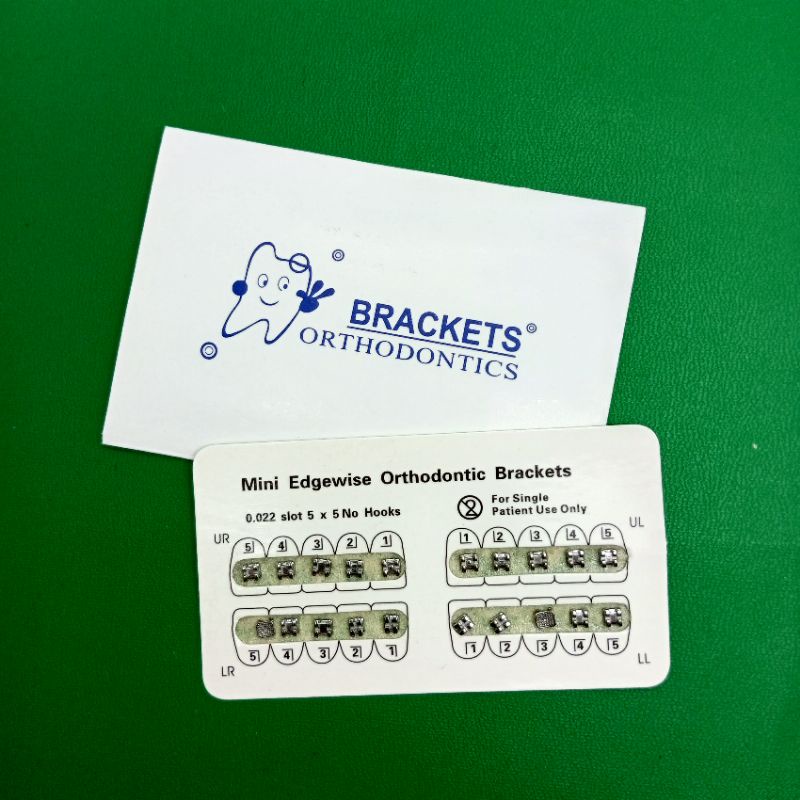 BRACKETS
ORTHODONTICS
Mini Edgewise Orthodontic Brackets
0.022 slot 5 x 5 No Hooks
For Single
Patient Use Only
UR
UL
5 4 3 2 1
1 2 3 4 5
5 4 3 2 1
1 2 3 4 5
LR
LL